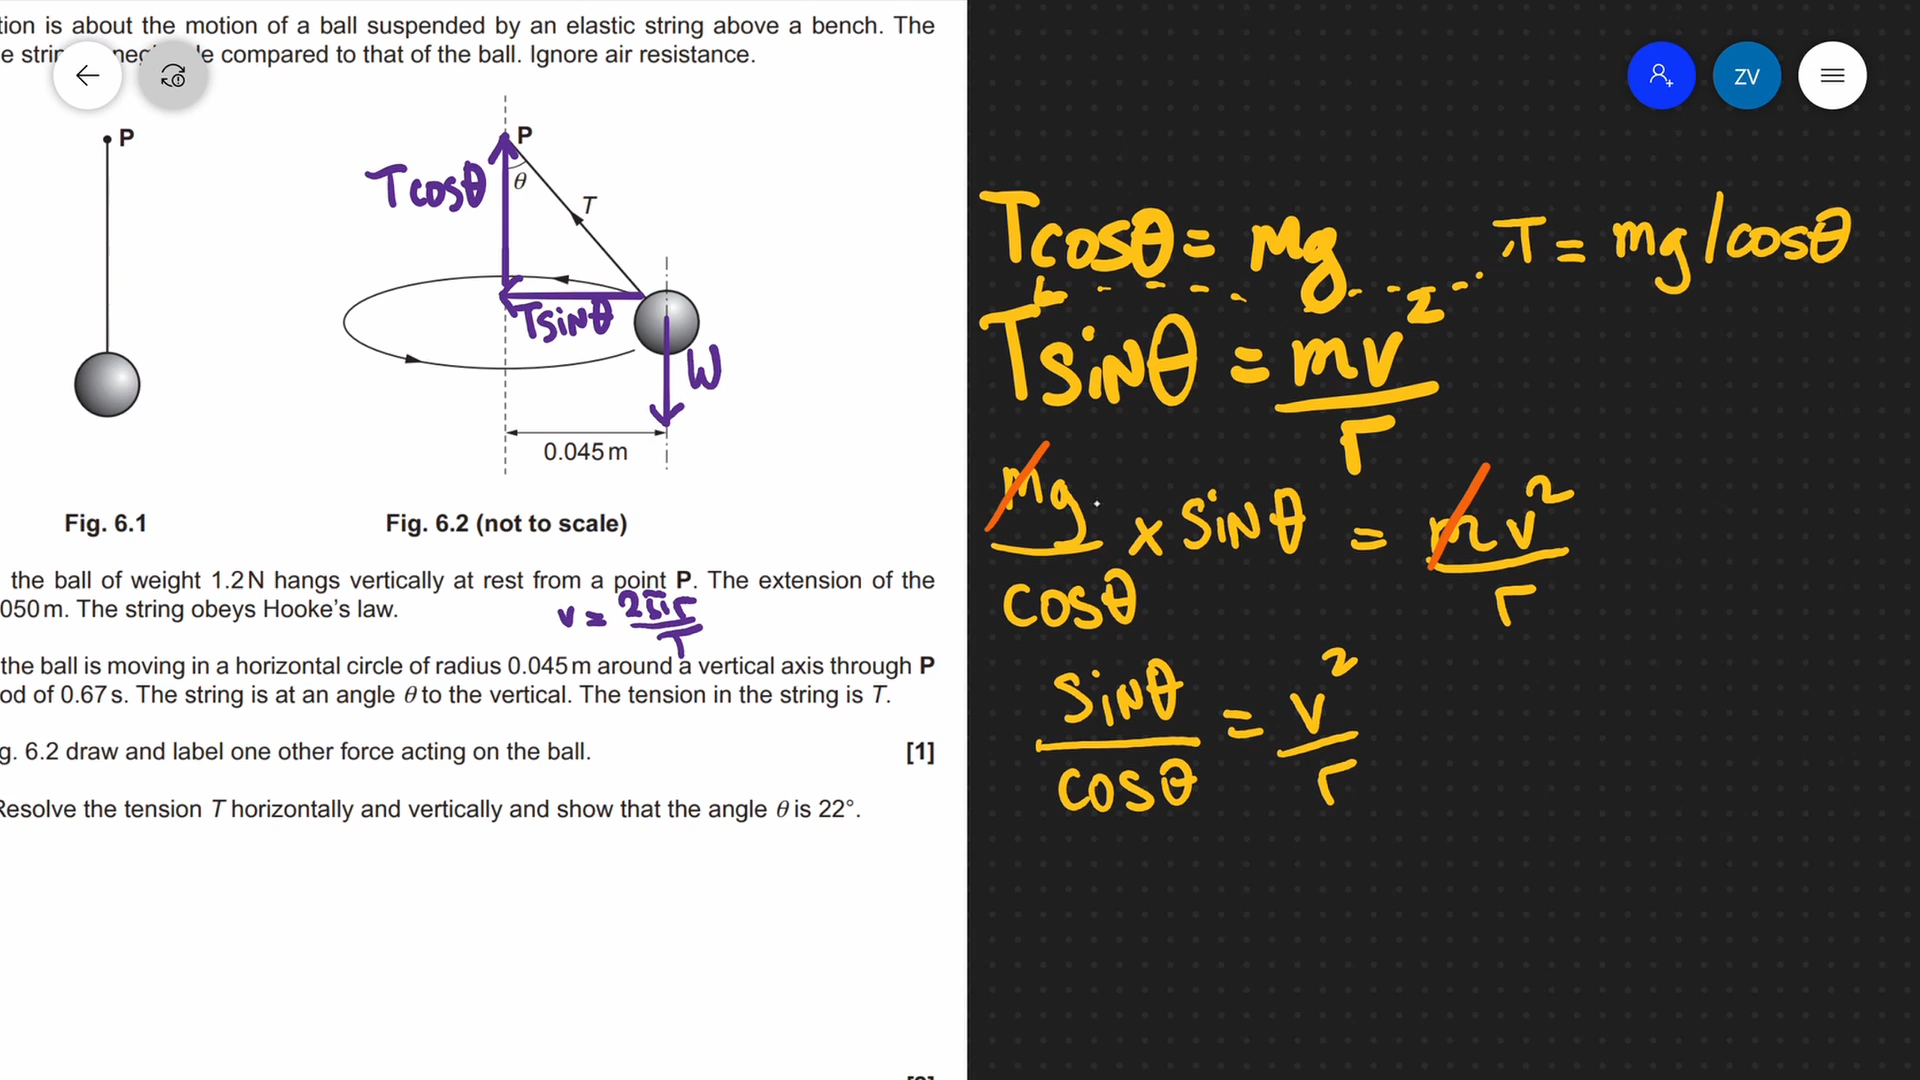 tion is about the motion of a ball suspended by an elastic string above a bench. The
e compared to that of the ball. Ignore air resistance.
ZV
P
P
θ
T
Tcosθ
Tsinθ
W
0.045 m
Fig. 6.1
Fig. 6.2 (not to scale)
the ball of weight 1.2 N hangs vertically at rest from a point P. The extension of the
050 m. The string obeys Hooke's law.
v = 2πr/T
the ball is moving in a horizontal circle of radius 0.045 m around a vertical axis through P
od of 0.67 s. The string is at an angle θ to the vertical. The tension in the string is T.
g. 6.2 draw and label one other force acting on the ball. [1]
Resolve the tension T horizontally and vertically and show that the angle θ is 22°.
Tcosθ = mg T = mg/cosθ
Tsinθ = mv²/r
mg/cosθ x sinθ = mv²/r
sinθ/cosθ = v²/r